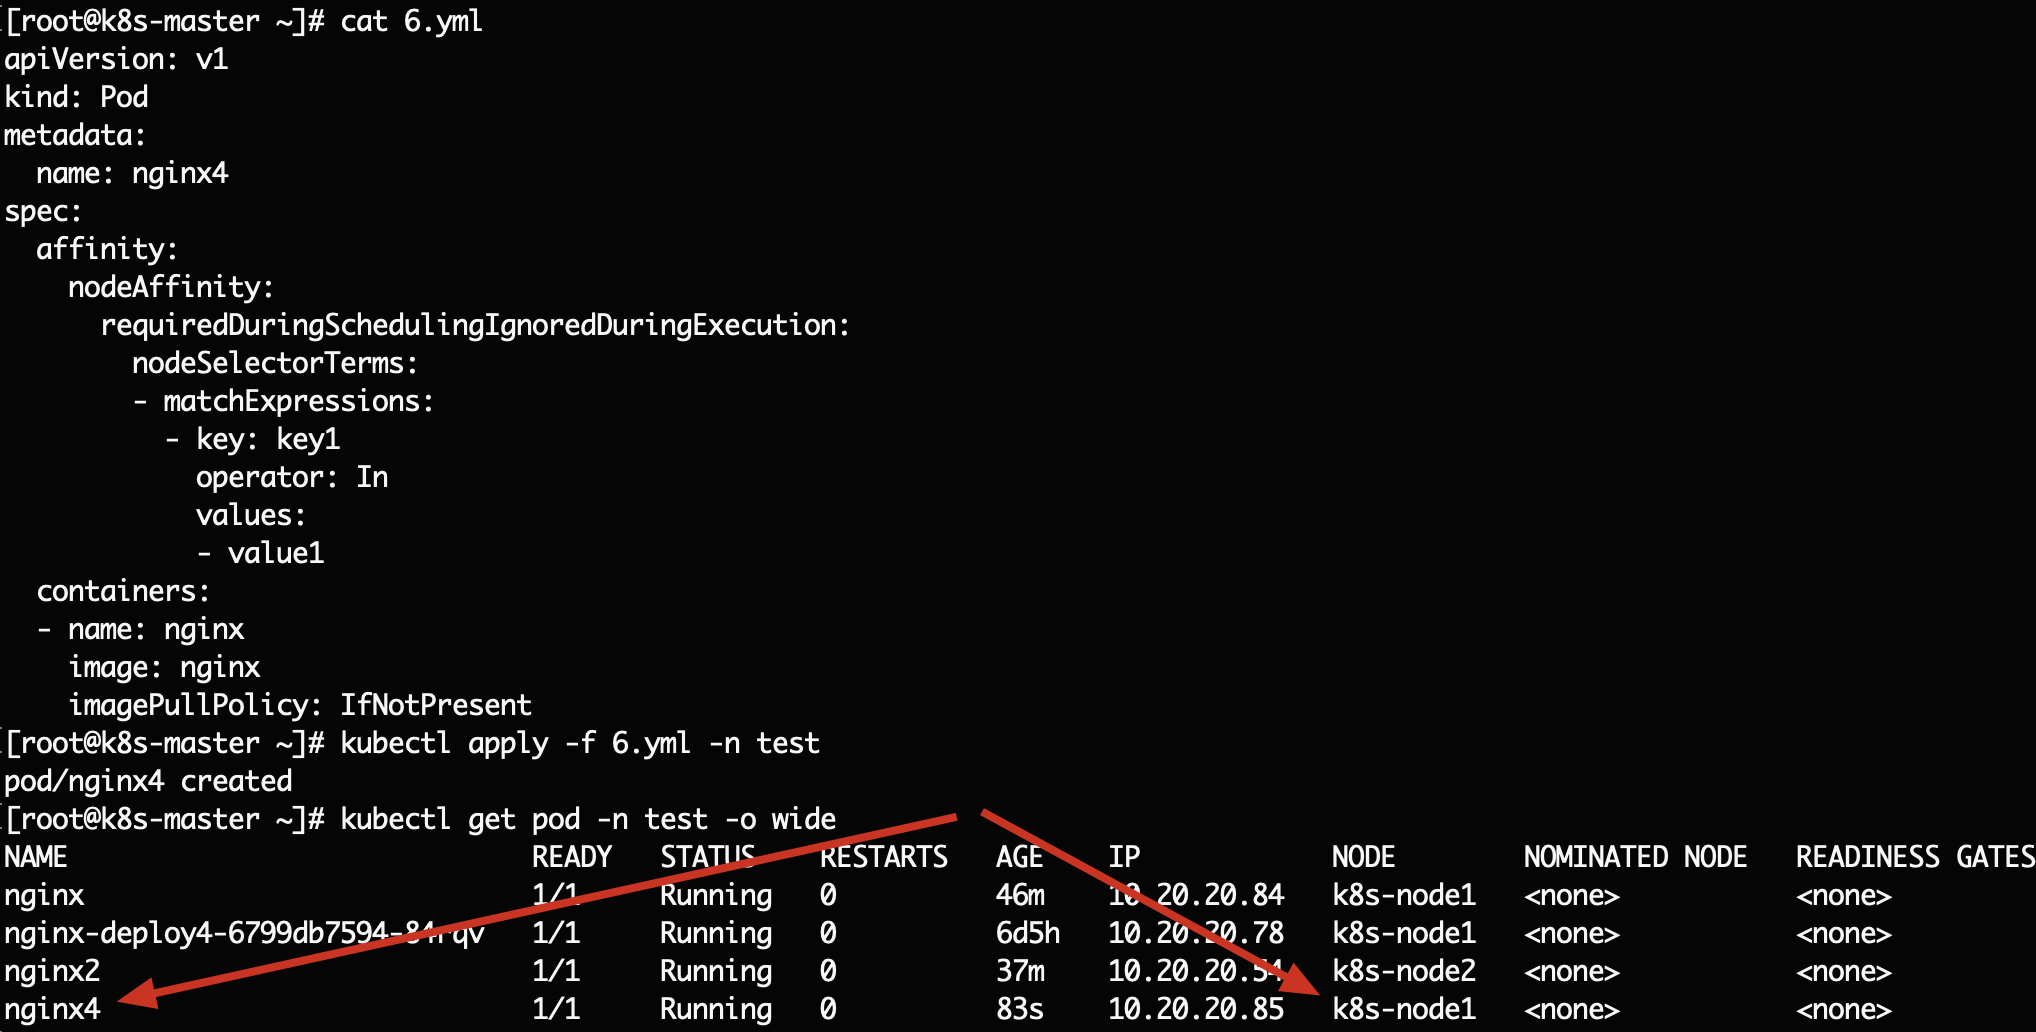 [root@k8s-master ~]# cat 6.yml
apiVersion: v1
kind: Pod
metadata:
  name: nginx4
spec:
  affinity:
    nodeAffinity:
      requiredDuringSchedulingIgnoredDuringExecution:
        nodeSelectorTerms:
        - matchExpressions:
          - key: key1
            operator: In
            values:
            - value1
  containers:
  - name: nginx
    image: nginx
    imagePullPolicy: IfNotPresent
[root@k8s-master ~]# kubectl apply -f 6.yml -n test
pod/nginx4 created
[root@k8s-master ~]# kubectl get pod -n test -o wide
NAME                             READY   STATUS    RESTARTS   AGE    IP            NODE        NOMINATED NODE   READINESS GATES
nginx                            1/1     Running   0          46m    10.20.20.84   k8s-node1   <none>           <none>
nginx-deploy4-6799db7594-84rqv   1/1     Running   0          6d5h   10.20.20.78   k8s-node1   <none>           <none>
nginx2                           1/1     Running   0          37m    10.20.20.54   k8s-node2   <none>           <none>
nginx4                           1/1     Running   0          83s    10.20.20.85   k8s-node1   <none>           <none>